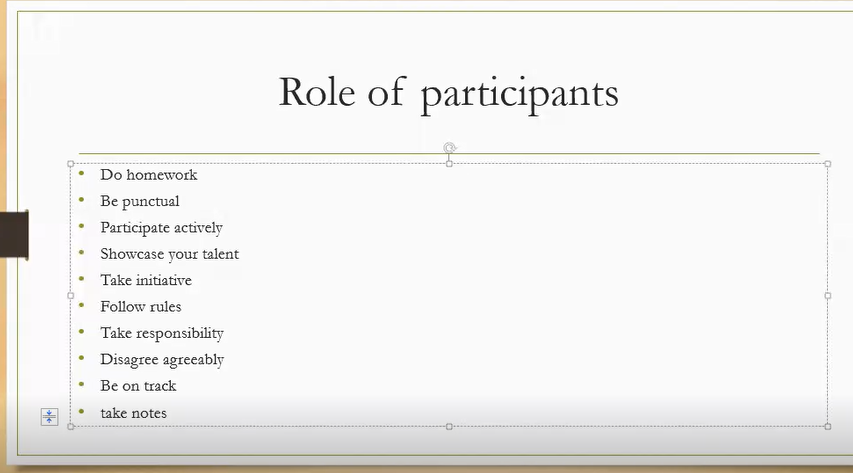 Role of participants
Do homework
Be punctual
Participate actively
Showcase your talent
Take initiative
Follow rules
Take responsibility
Disagree agreeably
Be on track
take notes